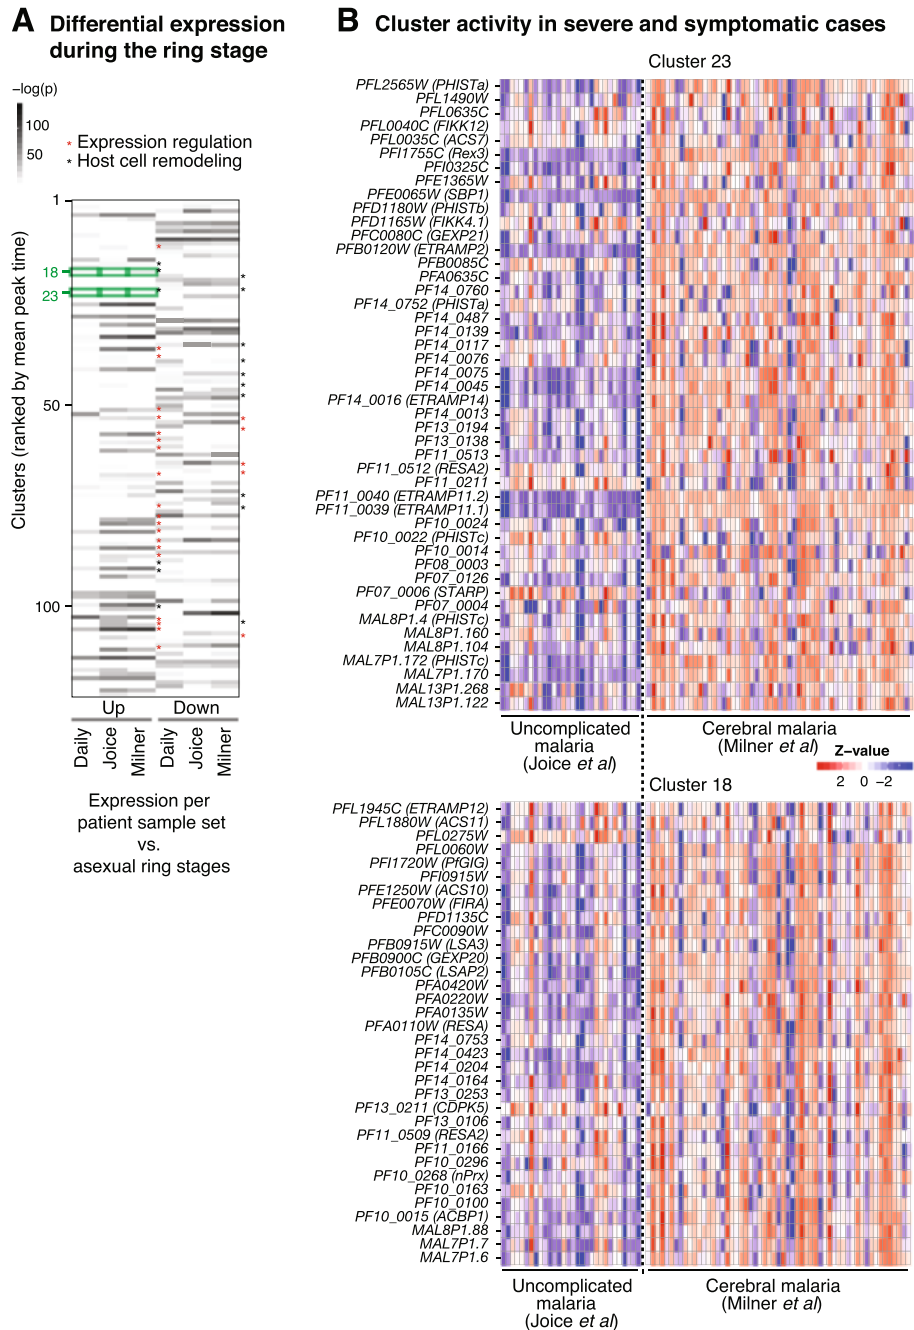 A Differential expression
during the ring stage
−log(p)
100
50
* Expression regulation
* Host cell remodeling
Clusters (ranked by mean peak time)
1
18
23
50
100
Up Down
Daily
Joice
Milner
Daily
Joice
Milner
Expression per
patient sample set
vs.
asexual ring stages
B Cluster activity in severe and symptomatic cases
Cluster 23
PFL2565W (PHISTa)
PFL1490W
PFL0635C
PFL0040C (FIKK12)
PFL0035C (ACS7)
PFI1755C (Rex3)
PFI0325C
PFE1365W
PFE0065W (SBP1)
PFD1180W (PHISTb)
PFD1165W (FIKK4.1)
PFC0080C (GEXP21)
PFB0120W (ETRAMP2)
PFB0085C
PFA0635C
PF14_0760
PF14_0752 (PHISTa)
PF14_0487
PF14_0139
PF14_0117
PF14_0076
PF14_0075
PF14_0045
PF14_0016 (ETRAMP14)
PF14_0013
PF13_0194
PF13_0138
PF11_0513
PF11_0512 (RESA2)
PF11_0211
PF11_0040 (ETRAMP11.2)
PF11_0039 (ETRAMP11.1)
PF10_0024
PF10_0022 (PHISTc)
PF10_0014
PF08_0003
PF07_0126
PF07_0006 (STARP)
PF07_0004
MAL8P1.4 (PHISTc)
MAL8P1.160
MAL8P1.104
MAL7P1.172 (PHISTc)
MAL7P1.170
MAL13P1.268
MAL13P1.122
Uncomplicated
malaria
(Joice et al)
Cerebral malaria
(Milner et al)
Z−value
2 0 −2
Cluster 18
PFL1945C (ETRAMP12)
PFL1880W (ACS11)
PFL0275W
PFL0060W
PFI1720W (PfGIG)
PFI0915W
PFE1250W (ACS10)
PFE0070W (FIRA)
PFD1135C
PFC0090W
PFB0915W (LSA3)
PFB0900C (GEXP20)
PFB0105C (LSAP2)
PFA0420W
PFA0220W
PFA0135W
PFA0110W (RESA)
PF14_0753
PF14_0423
PF14_0204
PF14_0164
PF13_0253
PF13_0211 (CDPK5)
PF13_0106
PF11_0509 (RESA2)
PF11_0166
PF10_0296
PF10_0268 (nPrx)
PF10_0163
PF10_0100
PF10_0015 (ACBP1)
MAL8P1.88
MAL7P1.7
MAL7P1.6
Uncomplicated
malaria
(Joice et al)
Cerebral malaria
(Milner et al)